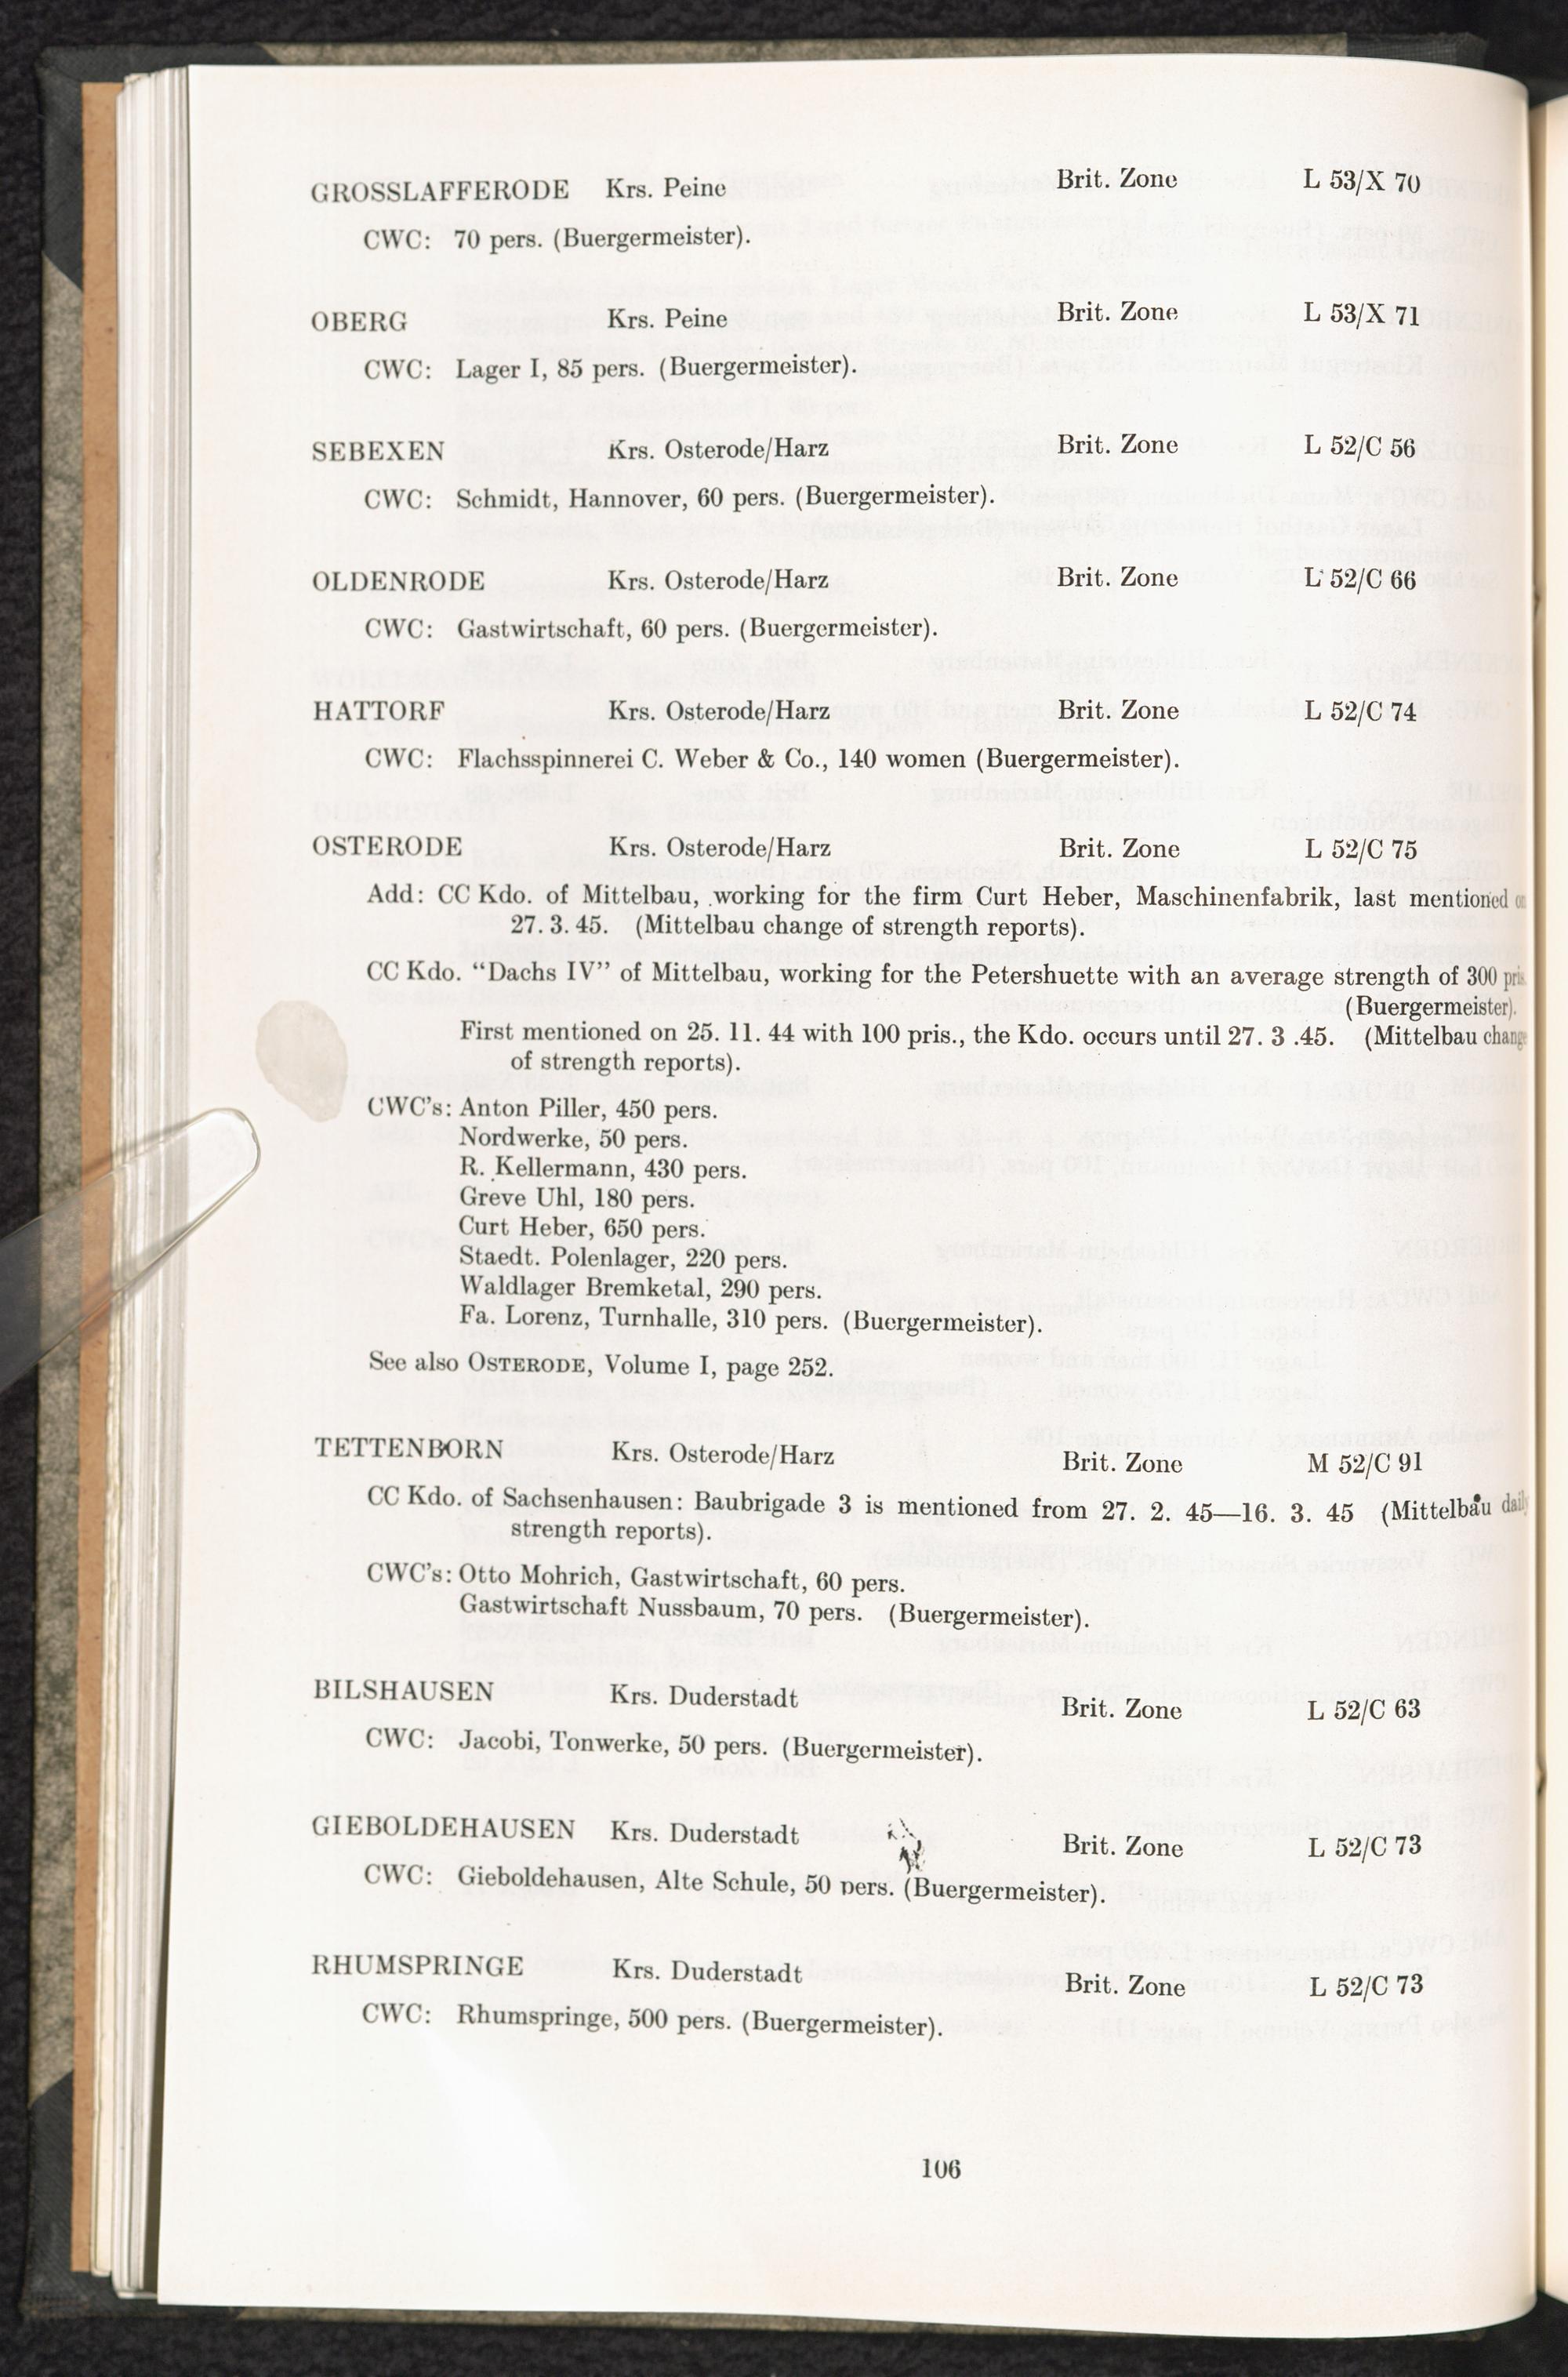 GROSSLAFFERODE Krs. Peine Brit. Zone L 53/X 70
CWC: 70 pers. (Buergermeister).
OBERG Krs. Peine Brit. Zone L 53/X 71
CWC: Lager I, 85 pers. (Buergermeister).
SEBEXEN Krs. Osterode/Harz Brit. Zone L 52/C 56
CWC: Schmidt, Hannover, 60 pers. (Buergermeister).
OLDENRODE Krs. Osterode/Harz Brit. Zone L 52/C 66
CWC: Gastwirtschaft, 60 pers. (Buergermeister).
HATTORF Krs. Osterode/Harz Brit. Zone L 52/C 74
CWC: Flachsspinnerei C. Weber & Co., 140 women (Buergermeister).
OSTERODE Krs. Osterode/Harz Brit. Zone L 52/C 75
Add: CC Kdo. of Mittelbau, working for the firm Curt Heber, Maschinenfabrik, last mentioned on
27. 3. 45. (Mittelbau change of strength reports).
CC Kdo. “Dachs IV” of Mittelbau, working for the Petershuette with an average strength of 300 pris.
(Buergermeister).
First mentioned on 25. 11. 44 with 100 pris., the Kdo. occurs until 27. 3 .45. (Mittelbau change
of strength reports).
CWC's: Anton Piller, 450 pers.
Nordwerke, 50 pers.
R. Kellermann, 430 pers.
Greve Uhl, 180 pers.
Curt Heber, 650 pers.
Staedt. Polenlager, 220 pers.
Waldlager Bremketal, 290 pers.
Fa. Lorenz, Turnhalle, 310 pers. (Buergermeister).
See also OSTERODE, Volume I, page 252.
TETTENBORN Krs. Osterode/Harz Brit. Zone M 52/C 91
CC Kdo. of Sachsenhausen: Baubrigade 3 is mentioned from 27. 2. 45—16. 3. 45 (Mittelbau daily
strength reports).
CWC's: Otto Mohrich, Gastwirtschaft, 60 pers.
Gastwirtschaft Nussbaum, 70 pers. (Buergermeister).
BILSHAUSEN Krs. Duderstadt Brit. Zone L 52/C 63
CWC: Jacobi, Tonwerke, 50 pers. (Buergermeister).
GIEBOLDEHAUSEN Krs. Duderstadt Brit. Zone L 52/C 73
CWC: Gieboldehausen, Alte Schule, 50 pers. (Buergermeister).
RHUMSPRINGE Krs. Duderstadt Brit. Zone L 52/C 73
CWC: Rhumspringe, 500 pers. (Buergermeister).
106